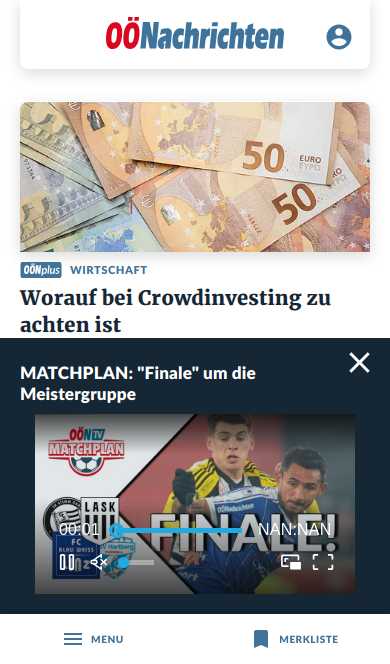 OÖNachrichten
50 EURO
ΕΥΡΩ
50
OÖNplus WIRTSCHAFT
Worauf bei Crowdinvesting zu
achten ist
MATCHPLAN: "Finale" um die
Meistergruppe
OÖN TV
MATCHPLAN
LASK
FC
BLAU WEISS
Hartberg
FINALE!
00:01
NAN:NAN
MENU
MERKLISTE